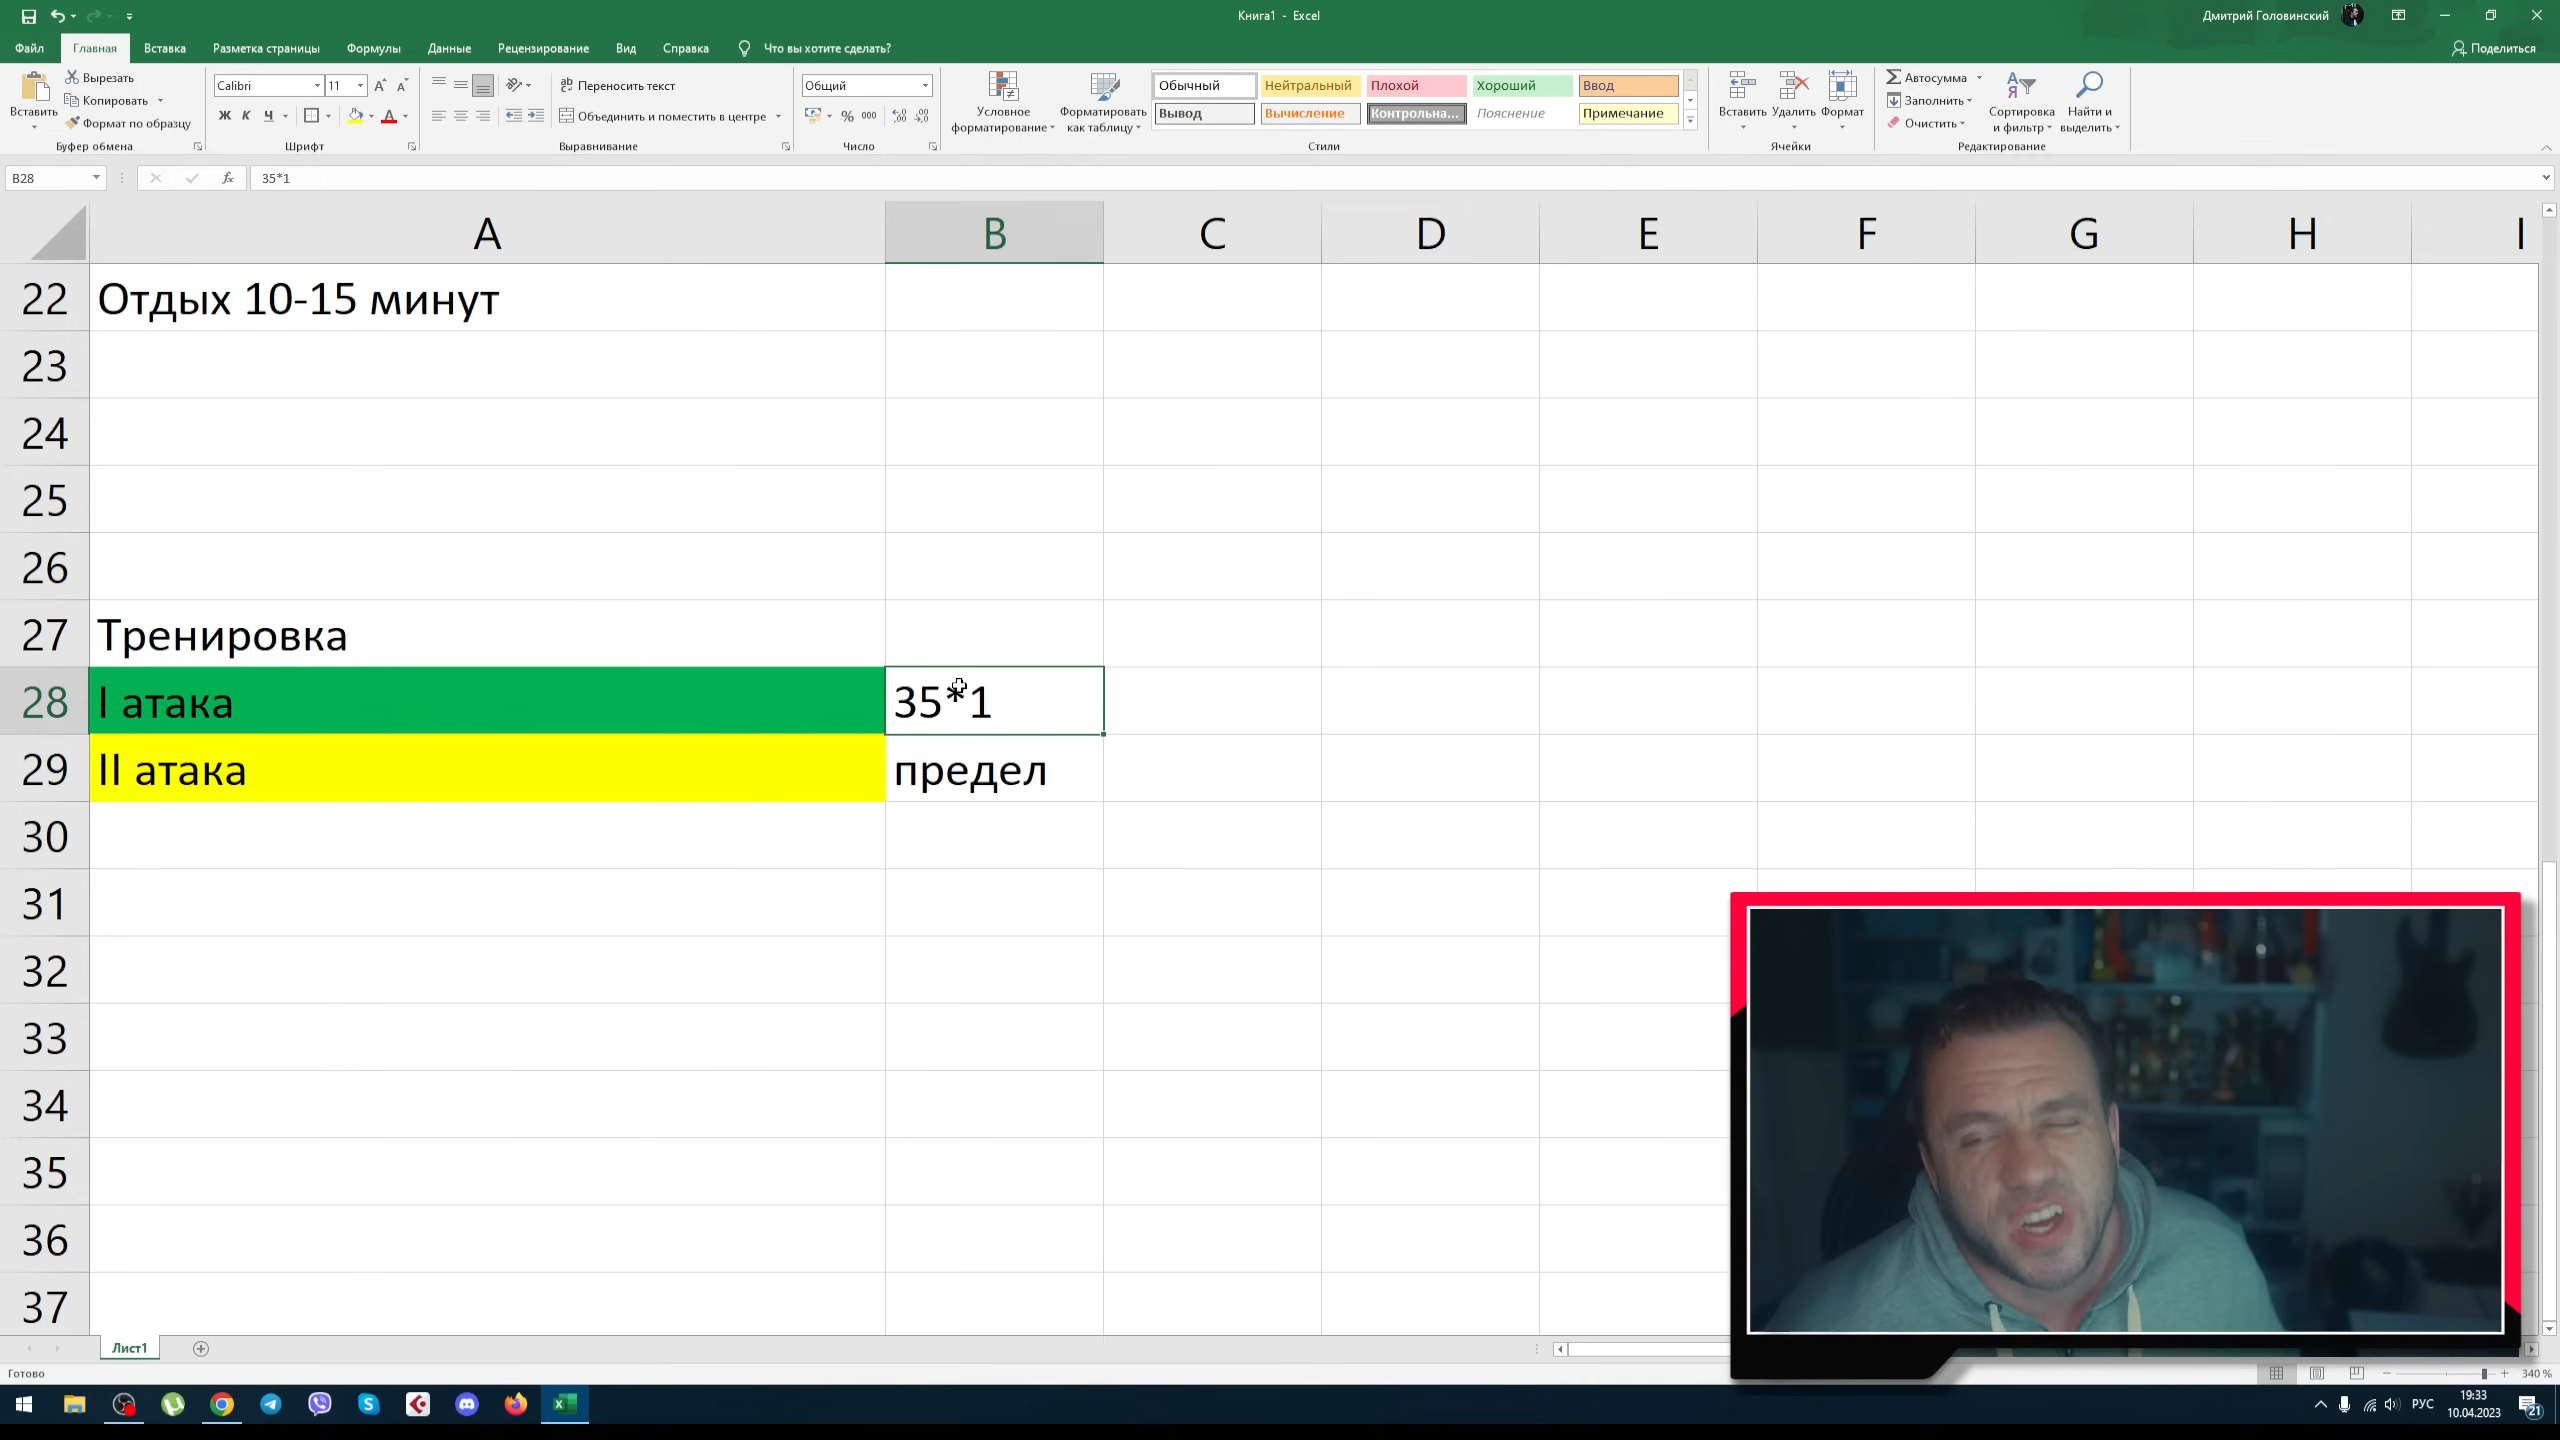 Книга1 - Excel
Дмитрий Головинский
Файл Главная Вставка Разметка страницы Формулы Данные Рецензирование Вид Справка Что вы хотите сделать? Поделиться
Вставить
Вырезать
Копировать
Формат по образцу
Буфер обмена
Calibri 11
Ж К Ч
Шрифт
Переносить текст
Объединить и поместить в центре
Выравнивание
Общий
% 000
Число
Условное форматирование
Форматировать как таблицу
Обычный Нейтральный Плохой Хороший Ввод
Вывод Вычисление Контрольна... Пояснение Примечание
Стили
Вставить Удалить Формат
Ячейки
Автосумма
Заполнить
Очистить
Сортировка и фильтр
Найти и выделить
Редактирование
B28 fx 35*1
A B C D E F G H I
22 Отдых 10-15 минут
23
24
25
26
27 Тренировка
28 I атака 35*1
29 II атака предел
30
31
32
33
34
35
36
37
Лист1
Готово
340 %
РУС
19:33
10.04.2023
21